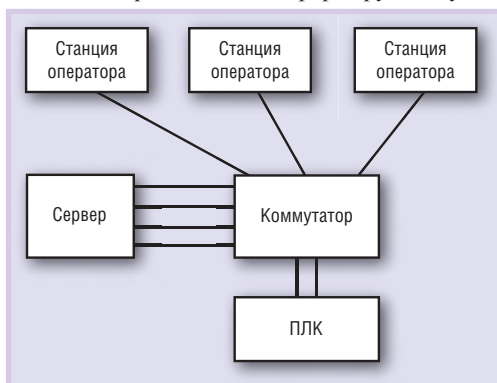 Станция
оператора
Станция
оператора
Станция
оператора
Сервер
Коммутатор
ПЛК